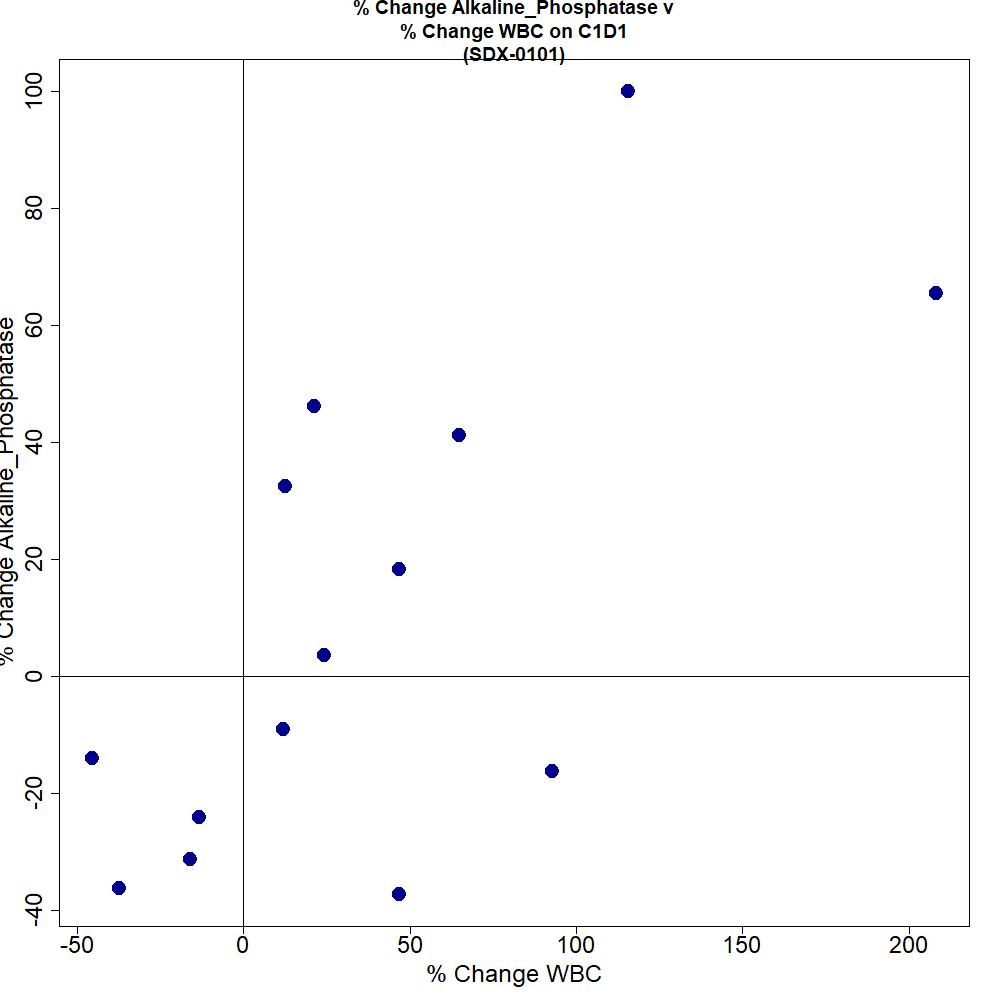 % Change Alkaline_Phosphatase v
% Change WBC on C1D1
(SDX-0101)
% Change Alkaline_Phosphatase
100
80
60
40
20
0
-20
-40
-50 0 50 100 150 200
% Change WBC